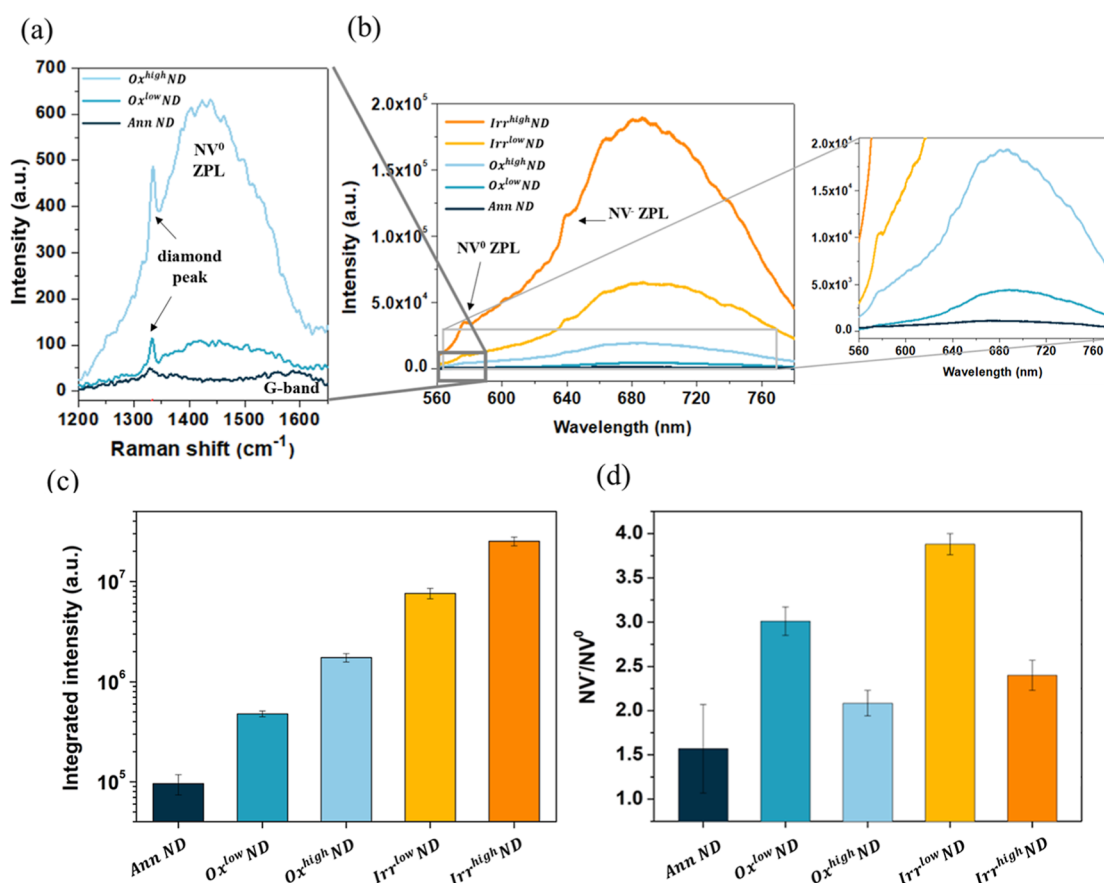 (a)
700
600
500
400
300
200
100
0
1200 1300 1400 1500 1600
Intensity (a.u.)
Raman shift (cm⁻¹)
Ox^high ND
Ox^low ND
Ann ND
NV⁰
ZPL
diamond
peak
G-band
(b)
2.0x10⁵
1.5x10⁵
1.0x10⁵
5.0x10⁴
0.0
560 600 640 680 720 760
Intensity (a.u.)
Wavelength (nm)
Irr^high ND
Irr^low ND
Ox^high ND
Ox^low ND
Ann ND
NV⁻ ZPL
NV⁰ ZPL
2.0x10⁴
1.5x10⁴
1.0x10⁴
5.0x10³
0.0
560 600 640 680 720 760
Wavelength (nm)
(c)
10⁷
10⁶
10⁵
Integrated intensity (a.u.)
Ann ND
Ox^low ND
Ox^high ND
Irr^low ND
Irr^high ND
(d)
4.0
3.5
3.0
2.5
2.0
1.5
1.0
NV⁻/NV⁰
Ann ND
Ox^low ND
Ox^high ND
Irr^low ND
Irr^high ND